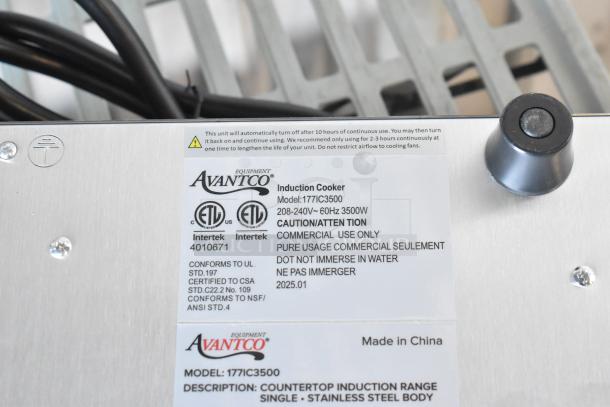 This unit will automatically turn off after 10 hours of continuous use. You may then turn
it back on and continue using. We recommend only using for 2-3 hours continuously at
one time to lengthen the life of your unit. Do not restrict airflow to cooling fans.
EQUIPMENT
AVANTCO®
Induction Cooker
Model:177IC3500
208-240V~ 60Hz 3500W
CAUTION/ATTEN TION
COMMERCIAL USE ONLY
PURE USAGE COMMERCIAL SEULEMENT
DOT NOT IMMERSE IN WATER
NE PAS IMMERGER
2025.01
C ETL US ETL
Intertek Intertek
4010671
CONFORMS TO UL
STD.197
CERTIFIED TO CSA
STD.C22.2 No. 109
CONFORMS TO NSF/
ANSI STD.4
EQUIPMENT
AVANTCO®
Made in China
MODEL: 177IC3500
DESCRIPTION: COUNTERTOP INDUCTION RANGE
SINGLE - STAINLESS STEEL BODY